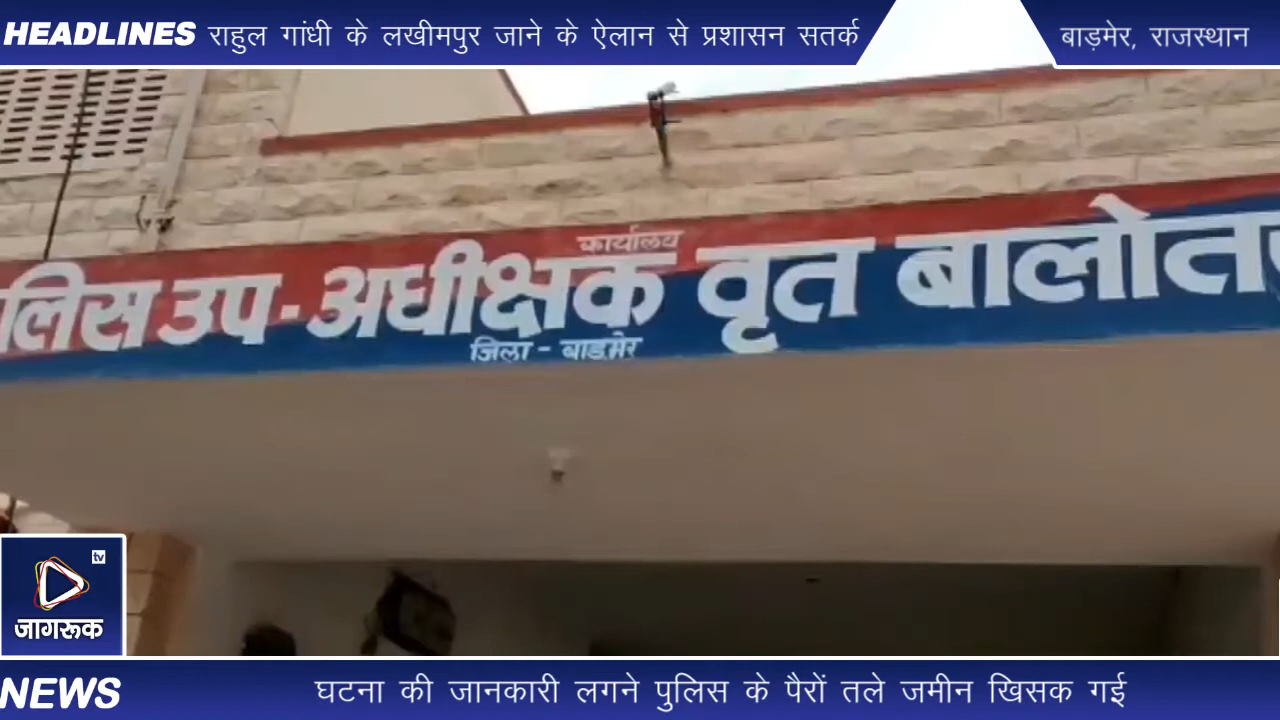 HEADLINES राहुल गांधी के लखीमपुर जाने के ऐलान से प्रशासन सतर्क
बाड़मेर, राजस्थान
कार्यालय
उप-अधीक्षक वृत
जिला - बाडमेर
tv
जागरूक
NEWS घटना की जानकारी लगने पुलिस के पैरों तले जमीन खिसक गई